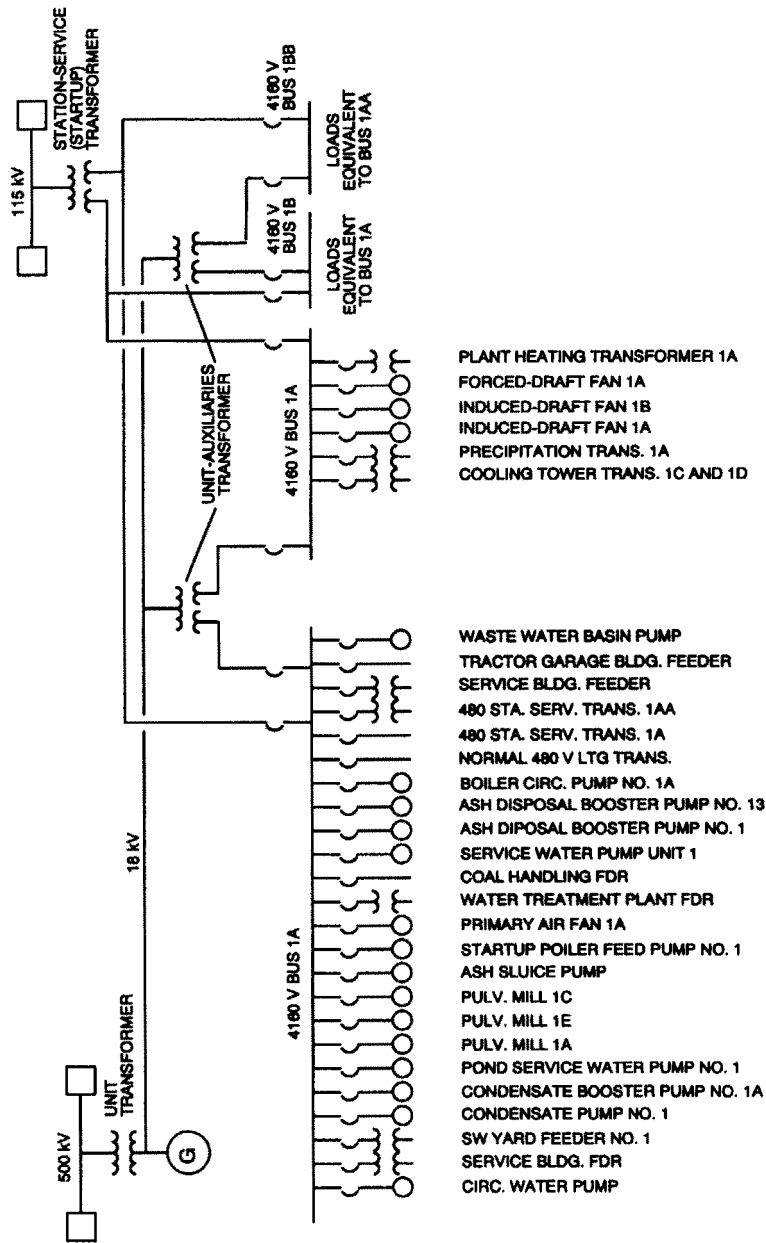 115 kV
STATION-SERVICE
(STARTUP)
TRANSFORMER
4160 V
BUS 1BB
LOADS
EQUIVALENT
TO BUS 1AA
4160 V
BUS 1B
LOADS
EQUIVALENT
TO BUS 1A
UNIT-AUXILIARIES
TRANSFORMER
4160 V BUS 1A
PLANT HEATING TRANSFORMER 1A
FORCED-DRAFT FAN 1A
INDUCED-DRAFT FAN 1B
INDUCED-DRAFT FAN 1A
PRECIPITATION TRANS. 1A
COOLING TOWER TRANS. 1C AND 1D
WASTE WATER BASIN PUMP
TRACTOR GARAGE BLDG. FEEDER
SERVICE BLDG. FEEDER
480 STA. SERV. TRANS. 1AA
480 STA. SERV. TRANS. 1A
NORMAL 480 V LTG TRANS.
BOILER CIRC. PUMP NO. 1A
ASH DISPOSAL BOOSTER PUMP NO. 13
ASH DIPOSAL BOOSTER PUMP NO. 1
SERVICE WATER PUMP UNIT 1
COAL HANDLING FDR
WATER TREATMENT PLANT FDR
PRIMARY AIR FAN 1A
STARTUP POILER FEED PUMP NO. 1
ASH SLUICE PUMP
PULV. MILL 1C
PULV. MILL 1E
PULV. MILL 1A
POND SERVICE WATER PUMP NO. 1
CONDENSATE BOOSTER PUMP NO. 1A
CONDENSATE PUMP NO. 1
SW YARD FEEDER NO. 1
SERVICE BLDG. FDR
CIRC. WATER PUMP
18 kV
4160 V BUS 1A
500 kV
UNIT
TRANSFORMER
G